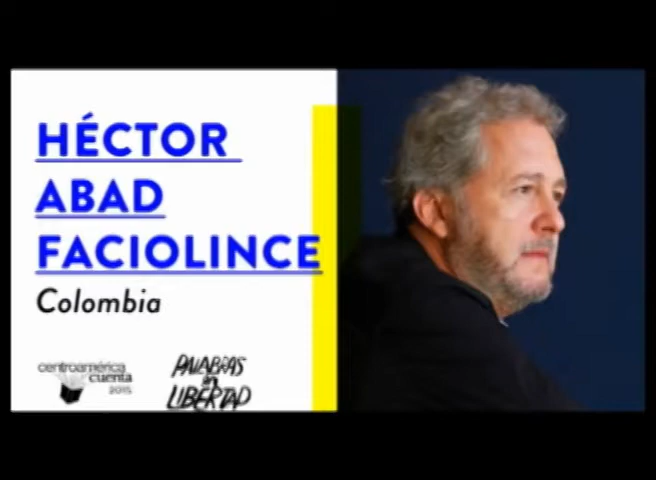 HÉCTOR
ABAD
FACIOLINCE
Colombia
centroamérica
cuenta
2015
PALABRAS
en
LIBERTAD